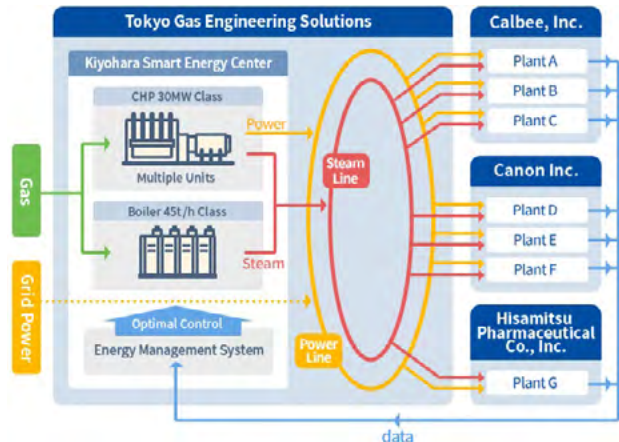 Tokyo Gas Engineering Solutions
Kiyohara Smart Energy Center
CHP 30MW Class
Power
Multiple Units
Boiler 45t/h Class
Steam
Gas
Grid Power
Optimal Control
Energy Management System
Steam
Line
Power
Line
Calbee, Inc.
Plant A
Plant B
Plant C
Canon Inc.
Plant D
Plant E
Plant F
Hisamitsu
Pharmaceutical
Co., Inc.
Plant G
data